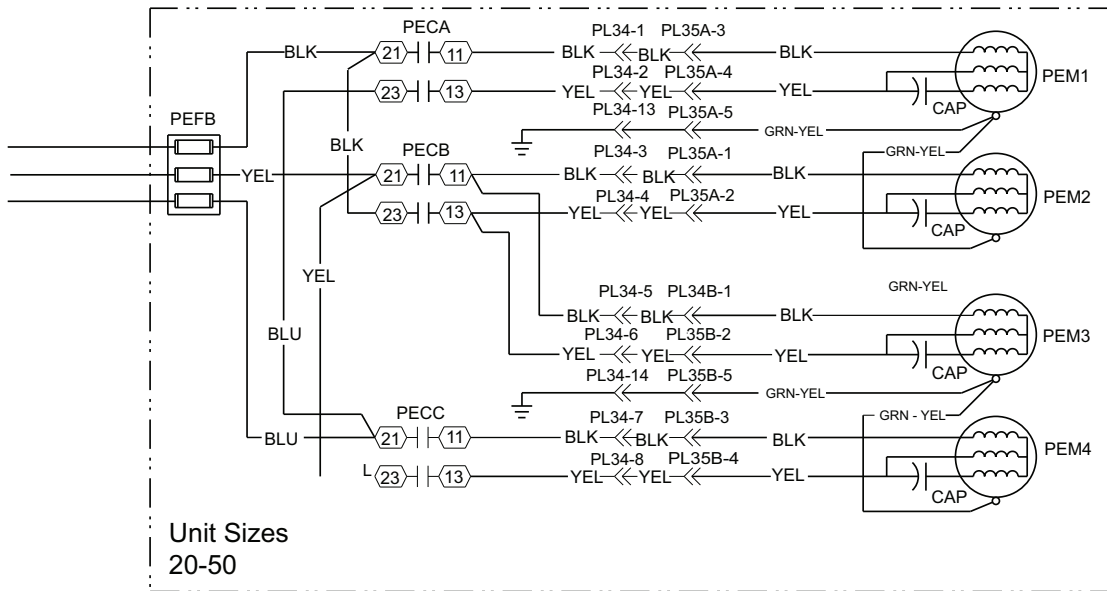 PECA
PL34-1 PL35A-3
BLK 21 11 BLK BLK BLK
PEM1
PL34-2 PL35A-4
23 13 YEL YEL YEL
CAP
PEFB
PL34-13 PL35A-5
GRN-YEL
BLK
PECB
PL34-3 PL35A-1
GRN-YEL
YEL 21 11 BLK BLK BLK
PL34-4 PL35A-2
PEM2
23 13 YEL YEL YEL
CAP
YEL
PL34-5 PL34B-1
GRN-YEL
BLK BLK BLK
BLU
PL34-6 PL35B-2
PEM3
YEL YEL YEL
CAP
PL34-14 PL35B-5
GRN-YEL
PECC
PL34-7 PL35B-3
GRN - YEL
BLU 21 11 BLK BLK BLK
PEM4
PL34-8 PL35B-4
L 23 13 YEL YEL YEL
CAP
Unit Sizes
20-50